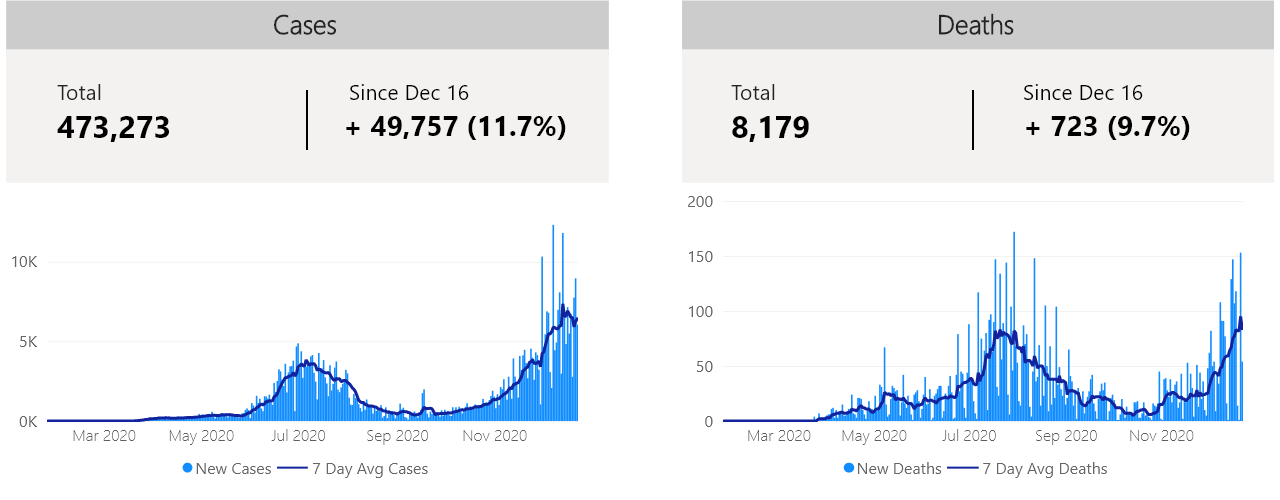 Cases
Total
473,273
Since Dec 16
+ 49,757 (11.7%)
10K
5K
0K
Mar 2020 May 2020 Jul 2020 Sep 2020 Nov 2020
New Cases 7 Day Avg Cases
Deaths
Total
8,179
Since Dec 16
+ 723 (9.7%)
200
150
100
50
0
Mar 2020 May 2020 Jul 2020 Sep 2020 Nov 2020
New Deaths 7 Day Avg Deaths